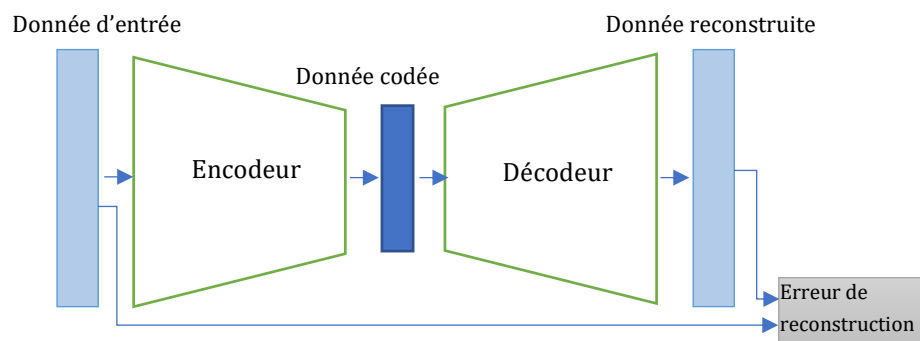 Donnée d'entrée
Donnée reconstruite
Donnée codée
Encodeur
Décodeur
Erreur de
reconstruction